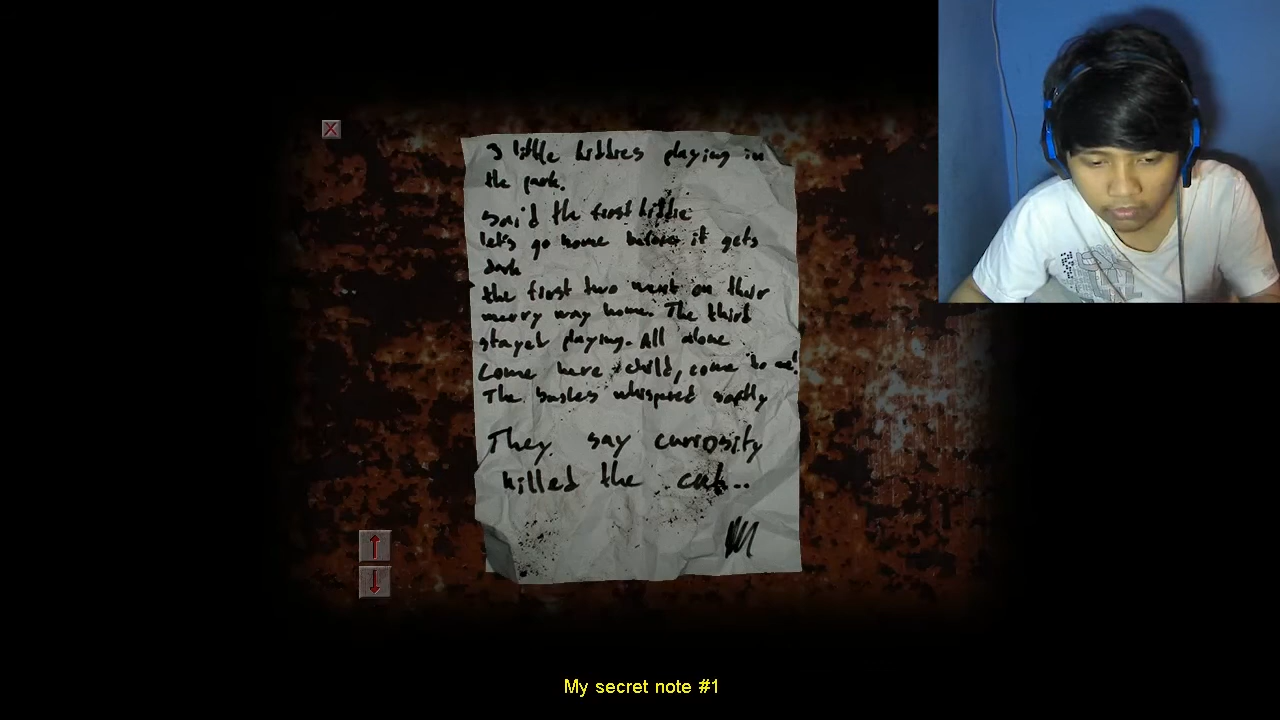 3 little kiddies playing in
the park.
said the first kiddie
let's go home before it gets
dark
the first two went on their
merry way home. The third
stayed playing. All alone
Come here child, come to me!
The bushes whispered softly
They say curiosity
killed the cat...
My secret note #1